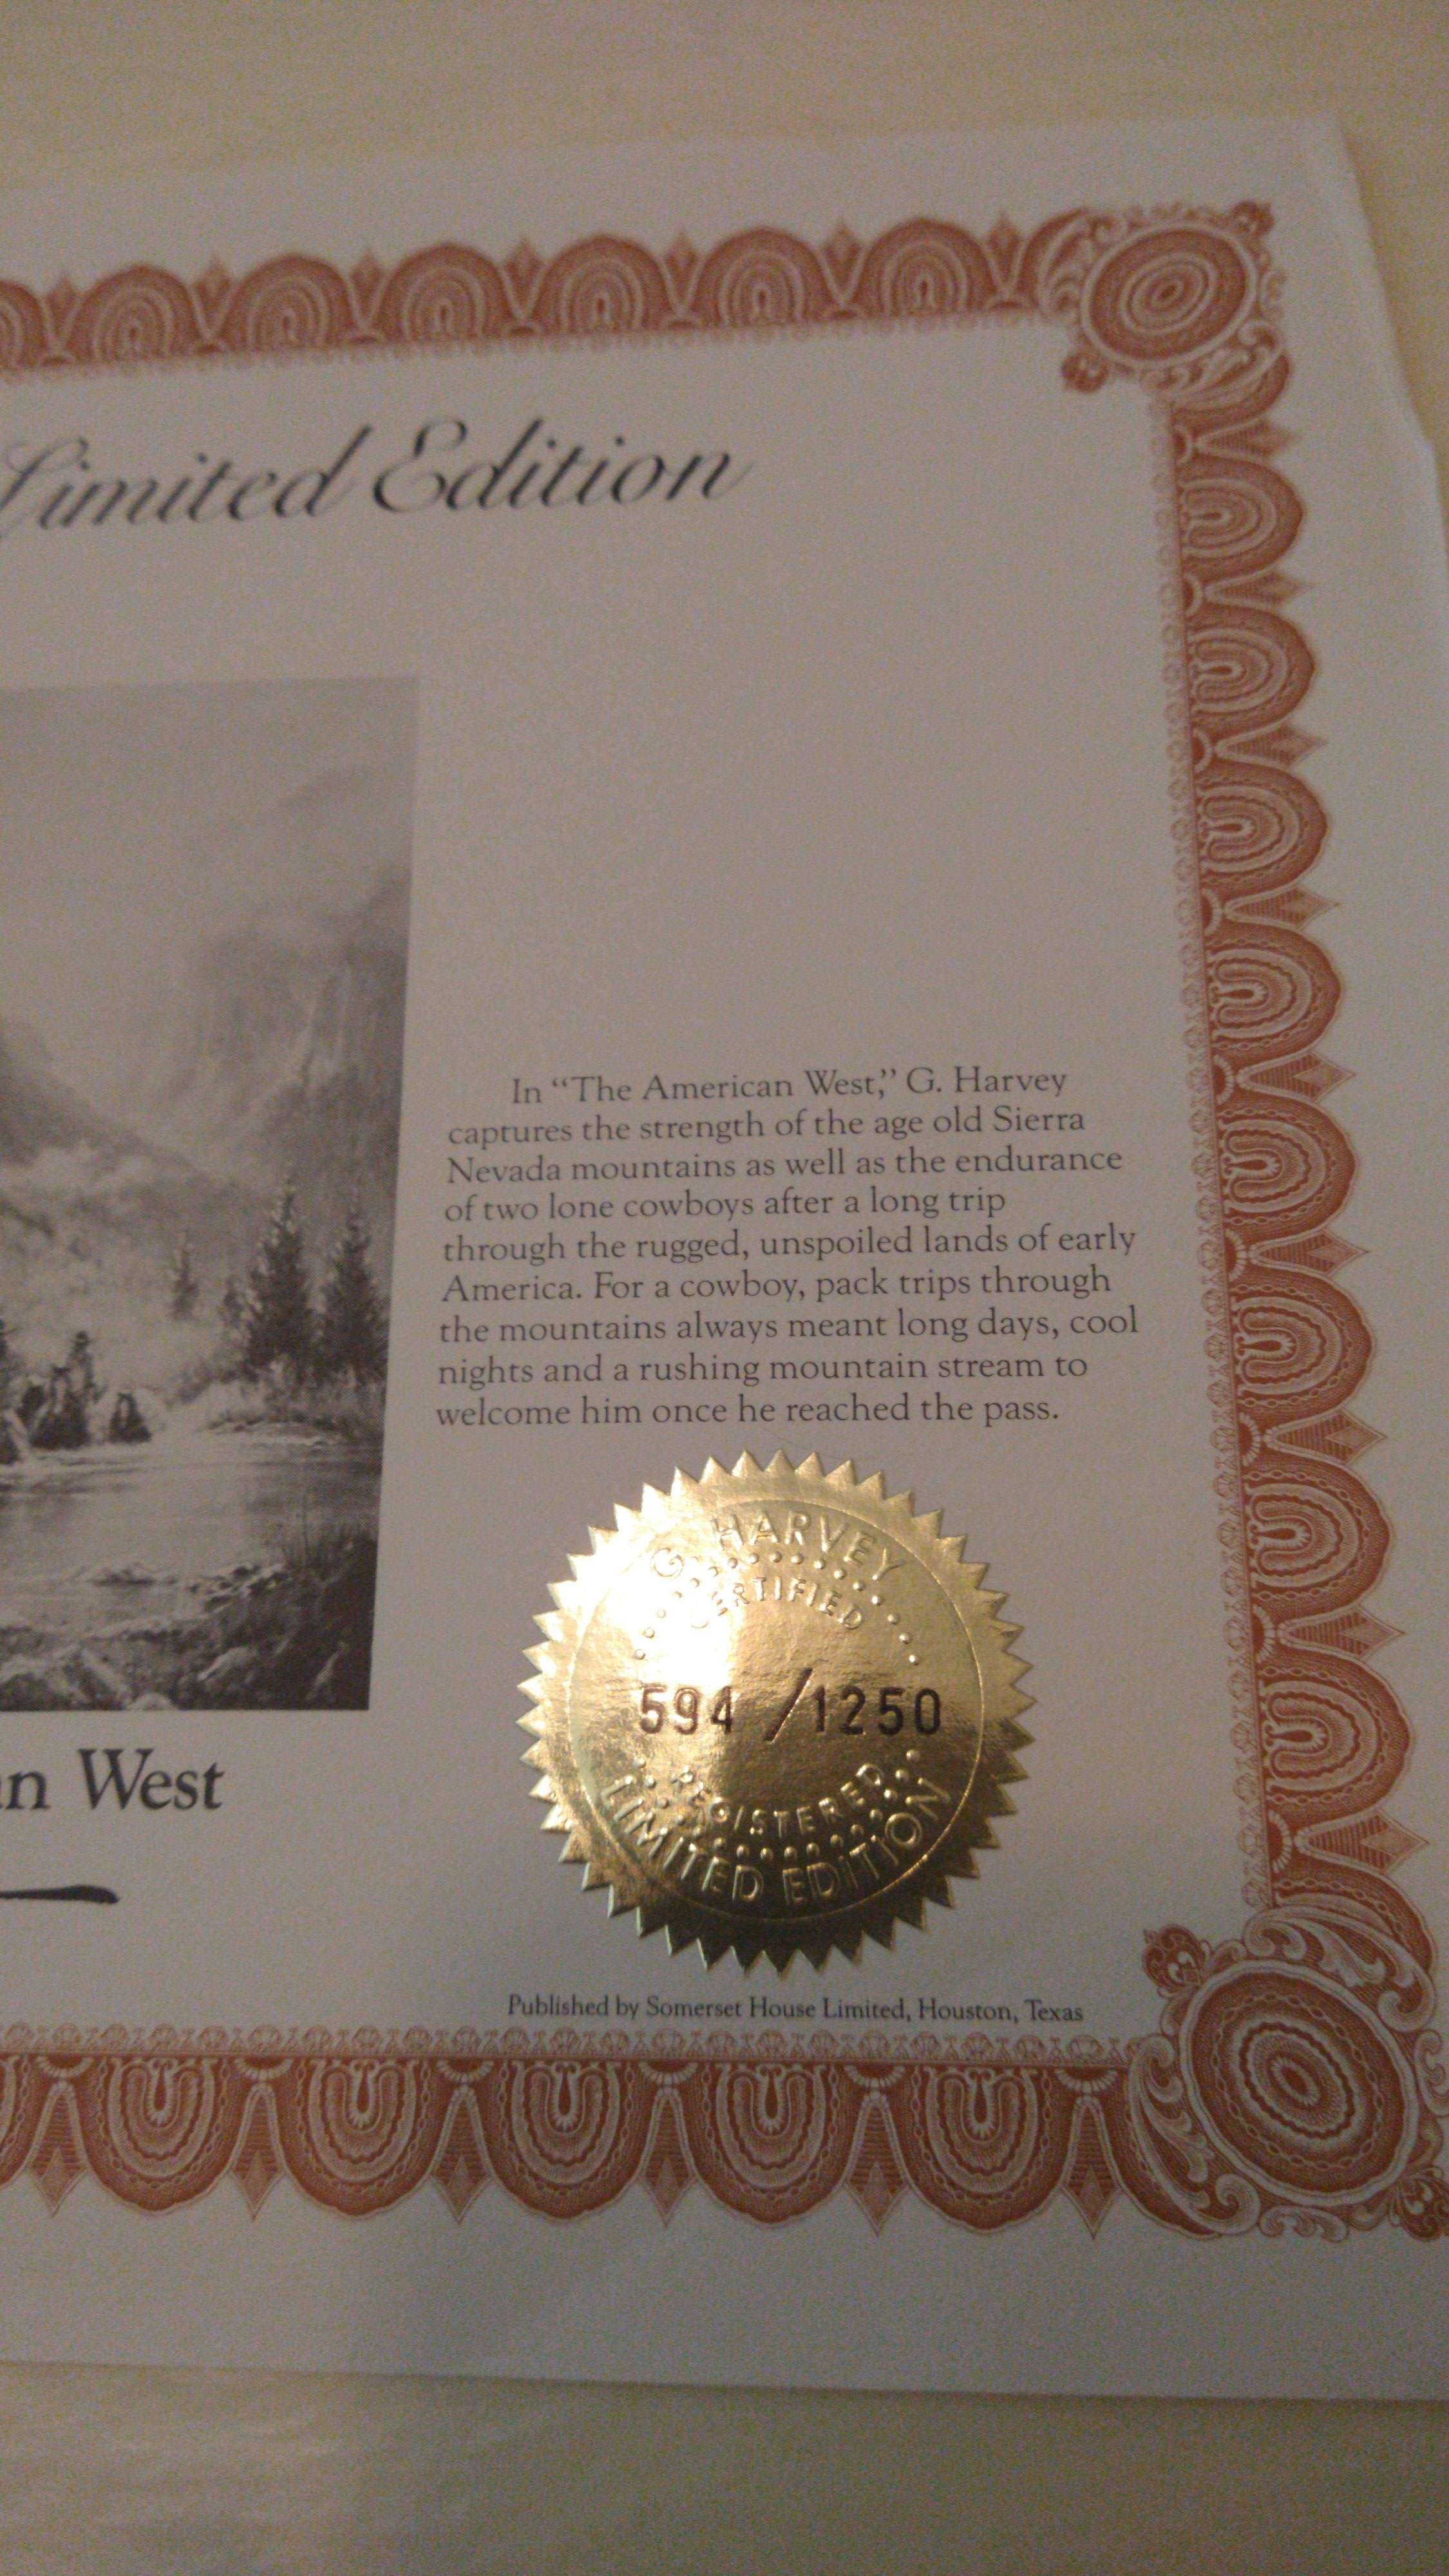 Limited Edition
In “The American West,” G. Harvey
captures the strength of the age old Sierra
Nevada mountains as well as the endurance
of two lone cowboys after a long trip
through the rugged, unspoiled lands of early
America. For a cowboy, pack trips through
the mountains always meant long days, cool
nights and a rushing mountain stream to
welcome him once he reached the pass.
G. HARVEY
CERTIFIED
594 /1250
REGISTERED
LIMITED EDITION
n West
Published by Somerset House Limited, Houston, Texas